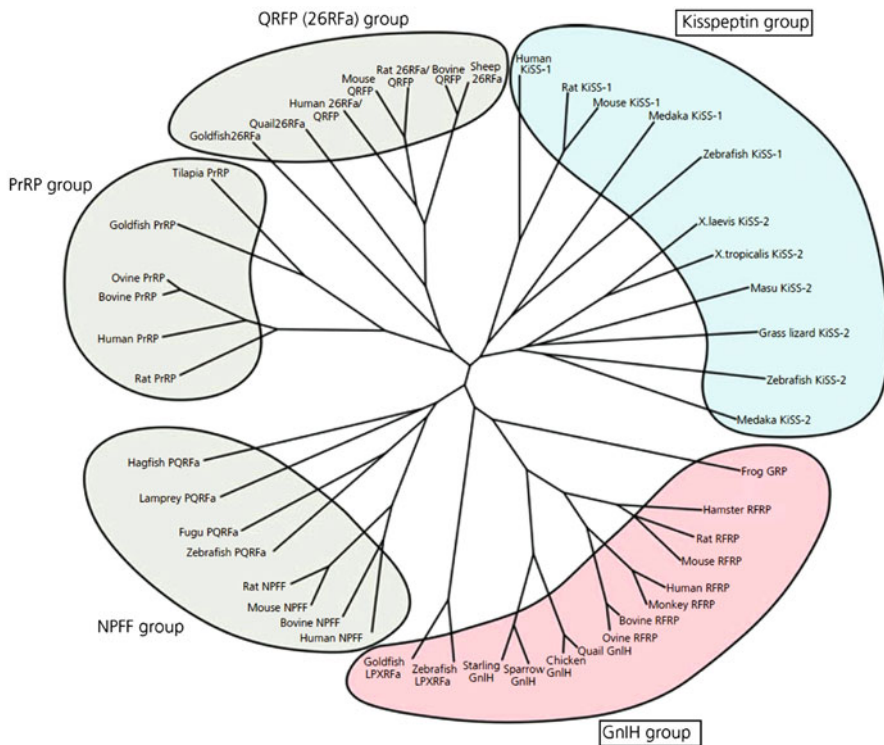 QRFP (26RFa) group
Kisspeptin group
PrRP group
NPFF group
GnIH group
Goldfish26RFa
Quail26RFa
Human 26RFa/
QRFP
Mouse
QRFP
Rat 26RFa/
QRFP
Bovine
QRFP
Sheep
26RFa
Human
KiSS-1
Rat KiSS-1
Mouse KiSS-1
Medaka KiSS-1
Zebrafish KiSS-1
X.laevis KiSS-2
X.tropicalis KiSS-2
Masu KiSS-2
Grass lizard KiSS-2
Zebrafish KiSS-2
Medaka KiSS-2
Tilapia PrRP
Goldfish PrRP
Ovine PrRP
Bovine PrRP
Human PrRP
Rat PrRP
Hagfish PQRFa
Lamprey PQRFa
Fugu PQRFa
Zebrafish PQRFa
Rat NPFF
Mouse NPFF
Bovine NPFF
Human NPFF
Frog GRP
Hamster RFRP
Rat RFRP
Mouse RFRP
Human RFRP
Monkey RFRP
Bovine RFRP
Ovine RFRP
Quail GnIH
Chicken
GnIH
Sparrow
GnIH
Starling
GnIH
Zebrafish
LPXRFa
Goldfish
LPXRFa